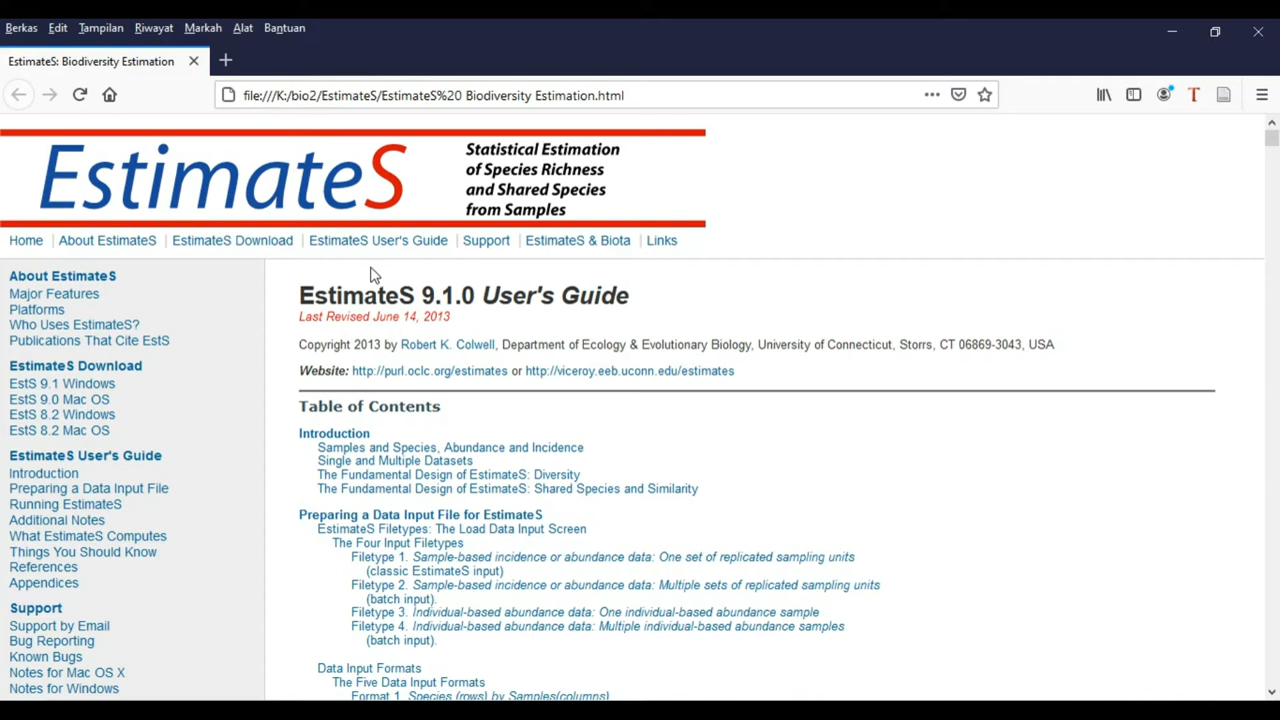 Berkas Edit Tampilan Riwayat Markah Alat Bantuan
EstimateS: Biodiversity Estimation
file:///K:/bio2/EstimateS/EstimateS%20 Biodiversity Estimation.html
EstimateS
Statistical Estimation
of Species Richness
and Shared Species
from Samples
Home | About EstimateS | EstimateS Download | EstimateS User's Guide | Support | EstimateS & Biota | Links
About EstimateS
Major Features
Platforms
Who Uses EstimateS?
Publications That Cite EstS
EstimateS Download
EstS 9.1 Windows
EstS 9.0 Mac OS
EstS 8.2 Windows
EstS 8.2 Mac OS
EstimateS User's Guide
Introduction
Preparing a Data Input File
Running EstimateS
Additional Notes
What EstimateS Computes
Things You Should Know
References
Appendices
Support
Support by Email
Bug Reporting
Known Bugs
Notes for Mac OS X
Notes for Windows
EstimateS 9.1.0 User's Guide
Last Revised June 14, 2013
Copyright 2013 by Robert K. Colwell, Department of Ecology & Evolutionary Biology, University of Connecticut, Storrs, CT 06869-3043, USA
Website: http://purl.oclc.org/estimates or http://viceroy.eeb.uconn.edu/estimates
Table of Contents
Introduction
Samples and Species, Abundance and Incidence
Single and Multiple Datasets
The Fundamental Design of EstimateS: Diversity
The Fundamental Design of EstimateS: Shared Species and Similarity
Preparing a Data Input File for EstimateS
EstimateS Filetypes: The Load Data Input Screen
The Four Input Filetypes
Filetype 1. Sample-based incidence or abundance data: One set of replicated sampling units
(classic EstimateS input)
Filetype 2. Sample-based incidence or abundance data: Multiple sets of replicated sampling units
(batch input).
Filetype 3. Individual-based abundance data: One individual-based abundance sample
Filetype 4. Individual-based abundance data: Multiple individual-based abundance samples
(batch input).
Data Input Formats
The Five Data Input Formats
Format 1. Species (rows) by Samples(columns)